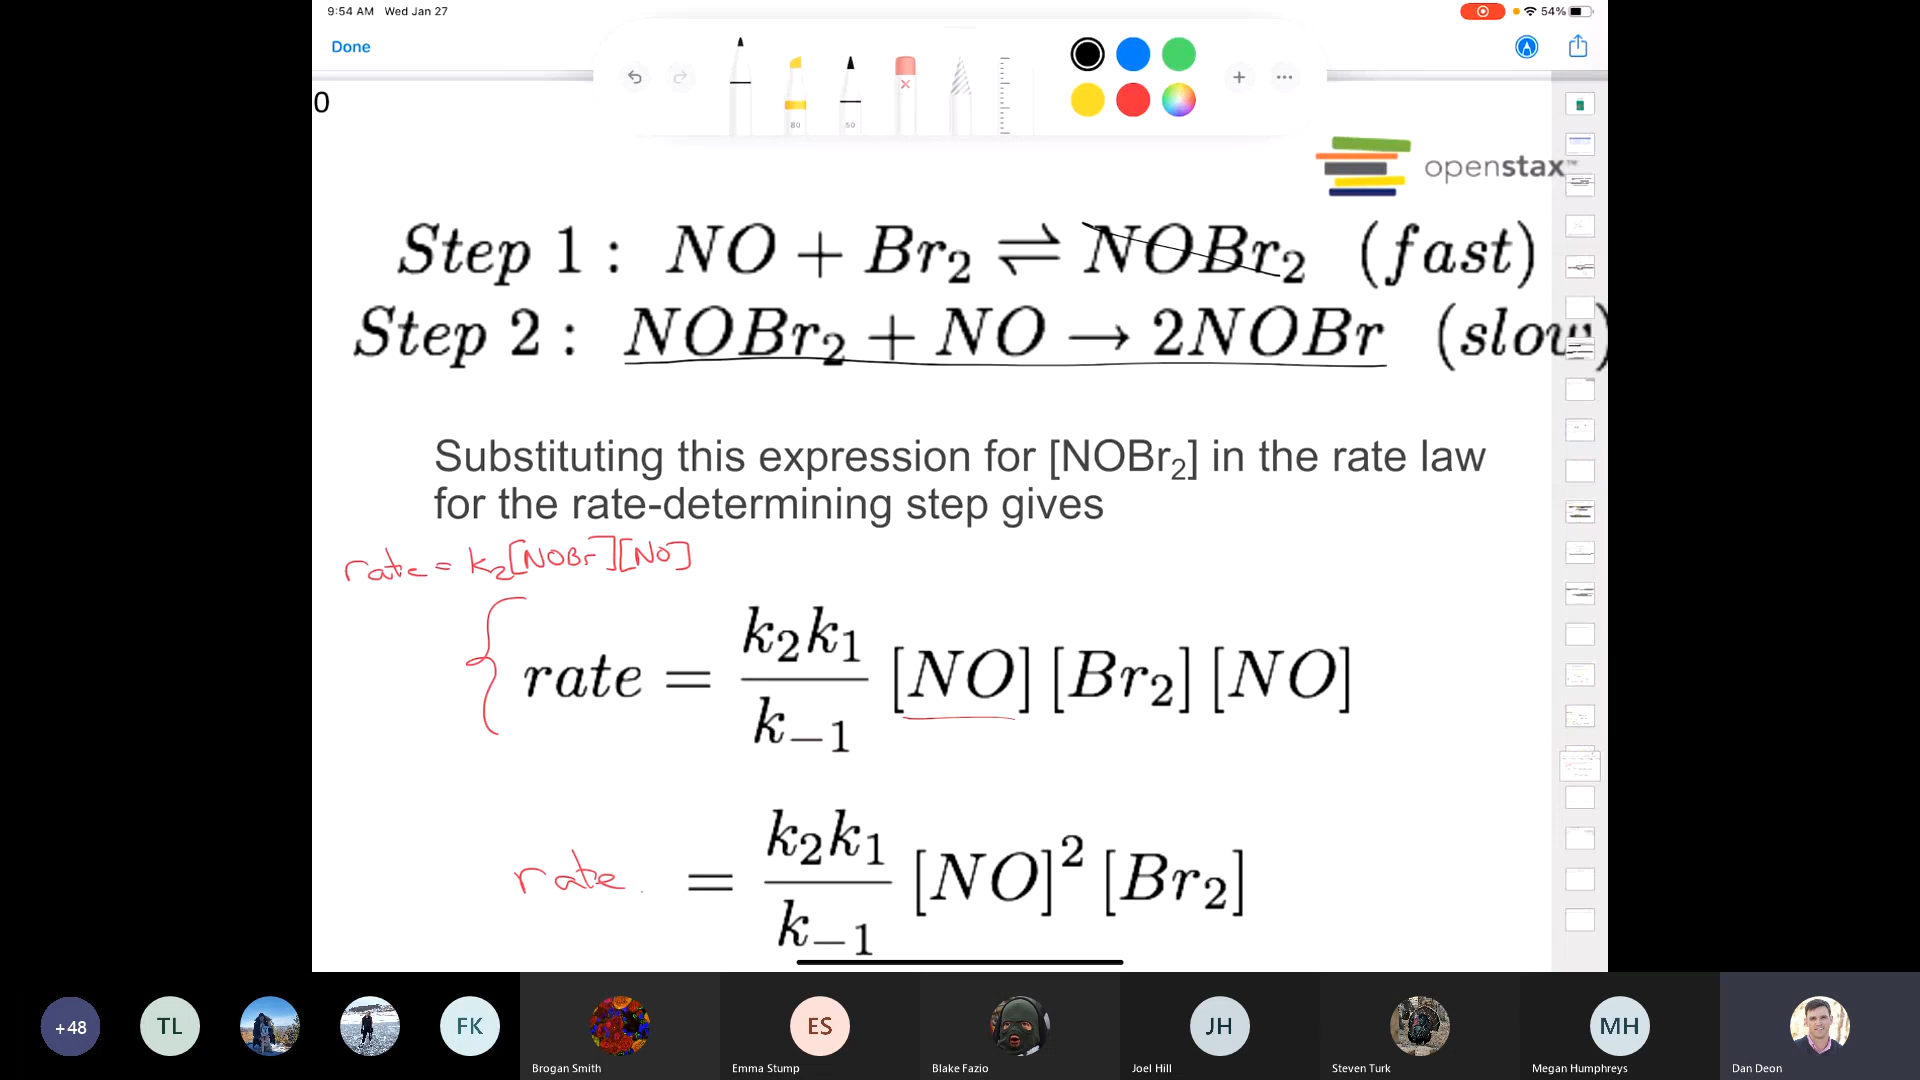 9:54 AM Wed Jan 27
54%
Done
80
50
0
openstax™
Step 1 : NO + Br₂ ⇌ NOBr₂ (fast)
Step 2 : NOBr₂ + NO → 2NOBr (slow)
Substituting this expression for [NOBr₂] in the rate law
for the rate-determining step gives
rate = k₂[NOBr][NO]
rate = k₂k₁/k₋₁ [NO] [Br₂] [NO]
rate = k₂k₁/k₋₁ [NO]² [Br₂]
+48
TL
FK
ES
JH
MH
Brogan Smith
Emma Stump
Blake Fazio
Joel Hill
Steven Turk
Megan Humphreys
Dan Deon